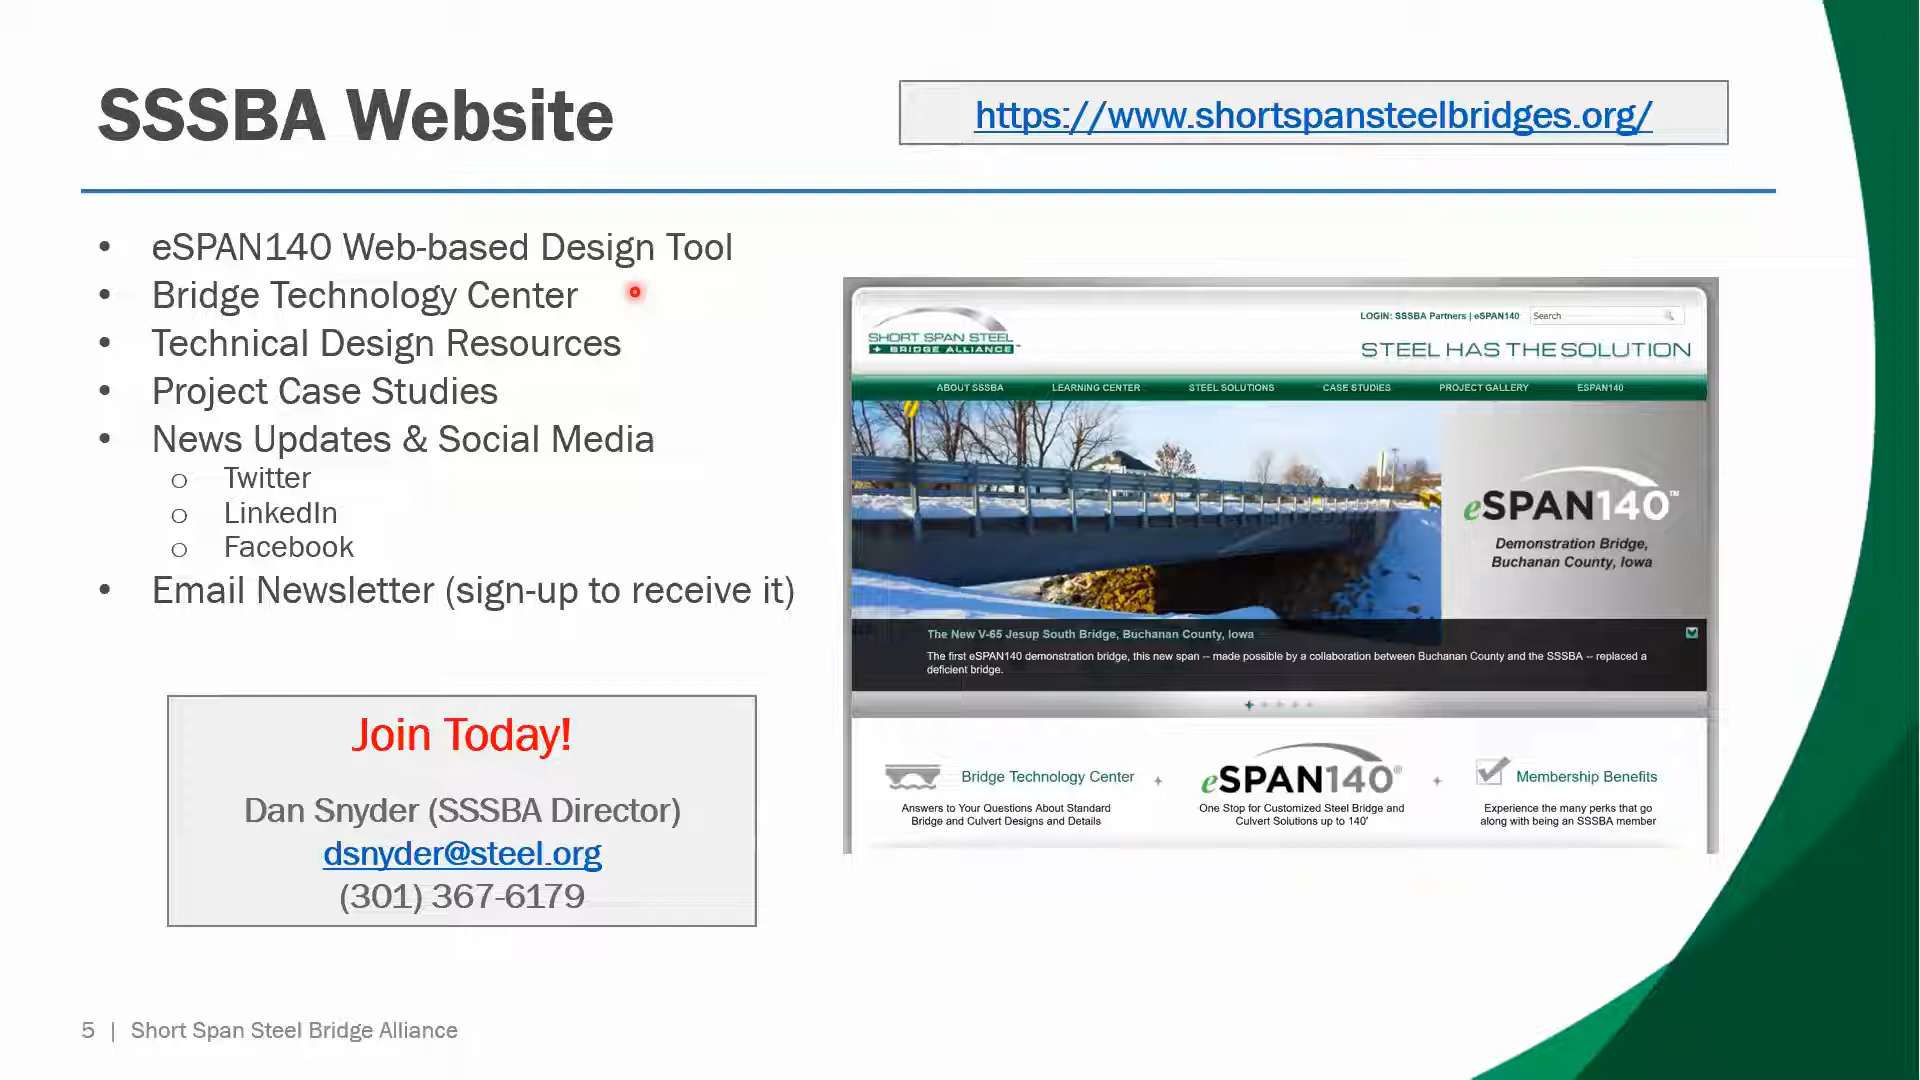 SSSBA Website
https://www.shortspansteelbridges.org/
• eSPAN140 Web-based Design Tool
• Bridge Technology Center
• Technical Design Resources
• Project Case Studies
• News Updates & Social Media
o Twitter
o LinkedIn
o Facebook
• Email Newsletter (sign-up to receive it)
Join Today!
Dan Snyder (SSSBA Director)
dsnyder@steel.org
(301) 367-6179
SHORT SPAN STEEL
BRIDGE ALLIANCE™
LOGIN: SSSBA Partners | eSPAN140 Search
STEEL HAS THE SOLUTION
ABOUT SSSBA LEARNING CENTER STEEL SOLUTIONS CASE STUDIES PROJECT GALLERY ESPAN140
eSPAN140™
Demonstration Bridge,
Buchanan County, Iowa
The New V-65 Jesup South Bridge, Buchanan County, Iowa
The first eSPAN140 demonstration bridge, this new span -- made possible by a collaboration between Buchanan County and the SSSBA -- replaced a
deficient bridge.
Bridge Technology Center
Answers to Your Questions About Standard
Bridge and Culvert Designs and Details
eSPAN140®
One Stop for Customized Steel Bridge and
Culvert Solutions up to 140'
Membership Benefits
Experience the many perks that go
along with being an SSSBA member
5 | Short Span Steel Bridge Alliance